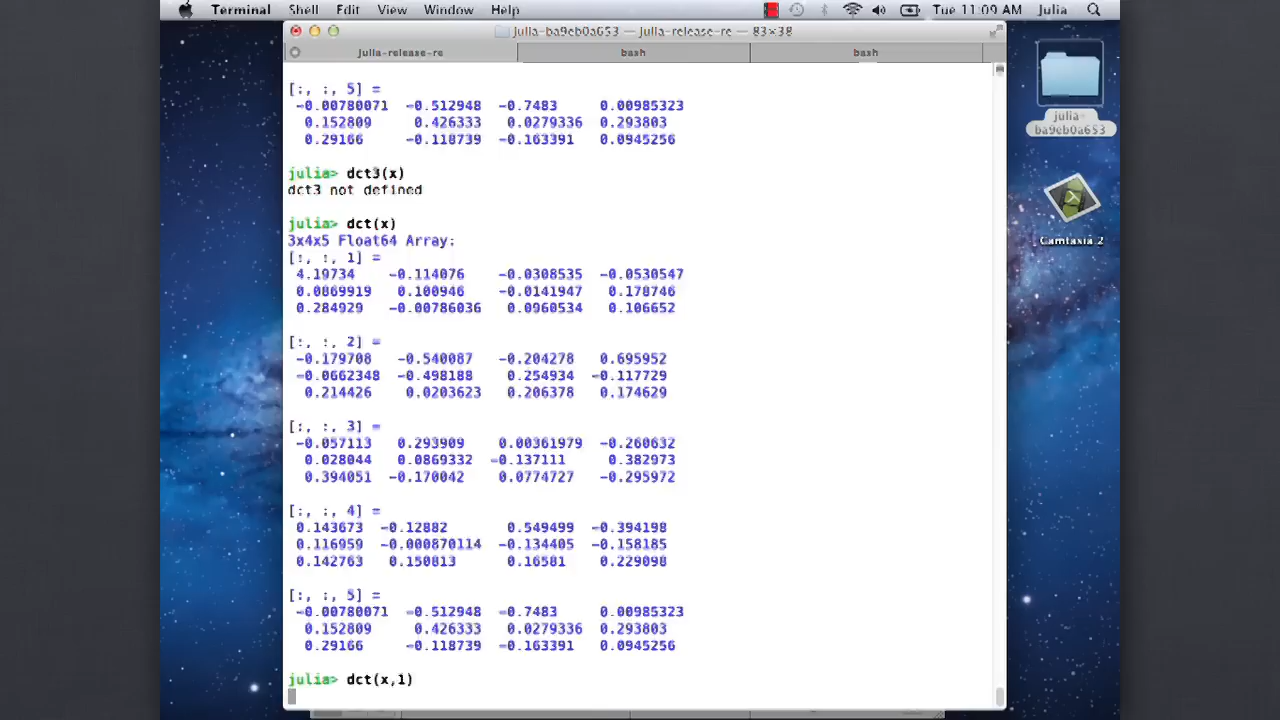 Terminal Shell Edit View Window Help Tue 11:09 AM Julia
julia-ba9eb0a653 — julia-release-re — 83×38
julia-release-re bash bash
[:, :, 5] =
-0.00780071 -0.512948 -0.7483 0.00985323
0.152809 0.426333 0.0279336 0.293803
0.29166 -0.118739 -0.163391 0.0945256
julia> dct3(x)
dct3 not defined
julia> dct(x)
3x4x5 Float64 Array:
[:, :, 1] =
4.19734 -0.114076 -0.0308535 -0.0530547
0.0869919 0.100946 -0.0141947 0.178746
0.284929 -0.00786036 0.0960534 0.106652
[:, :, 2] =
-0.179708 -0.540087 -0.204278 0.695952
-0.0662348 -0.498188 0.254934 -0.117729
0.214426 0.0203623 0.206378 0.174629
[:, :, 3] =
-0.057113 0.293909 0.00361979 -0.260632
0.028044 0.0869332 -0.137111 0.382973
0.394051 -0.170042 0.0774727 -0.295972
[:, :, 4] =
0.143673 -0.12882 0.549499 -0.394198
0.116959 -0.000870114 -0.134405 -0.158185
0.142763 0.150813 0.16581 0.229098
[:, :, 5] =
-0.00780071 -0.512948 -0.7483 0.00985323
0.152809 0.426333 0.0279336 0.293803
0.29166 -0.118739 -0.163391 0.0945256
julia> dct(x,1)
julia-
ba9eb0a653
Camtasia 2